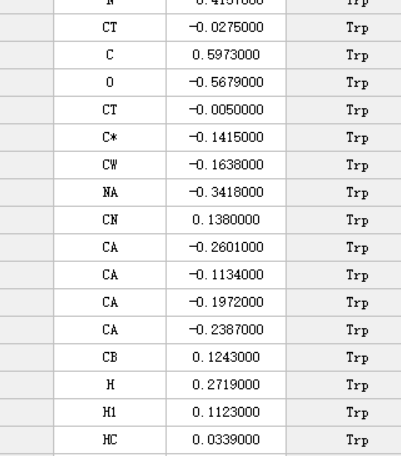 CT -0.0275000 Trp
C 0.5973000 Trp
O -0.5679000 Trp
CT -0.0050000 Trp
C* -0.1415000 Trp
CW -0.1638000 Trp
NA -0.3418000 Trp
CN 0.1380000 Trp
CA -0.2601000 Trp
CA -0.1134000 Trp
CA -0.1972000 Trp
CA -0.2387000 Trp
CB 0.1243000 Trp
H 0.2719000 Trp
H1 0.1123000 Trp
HC 0.0339000 Trp